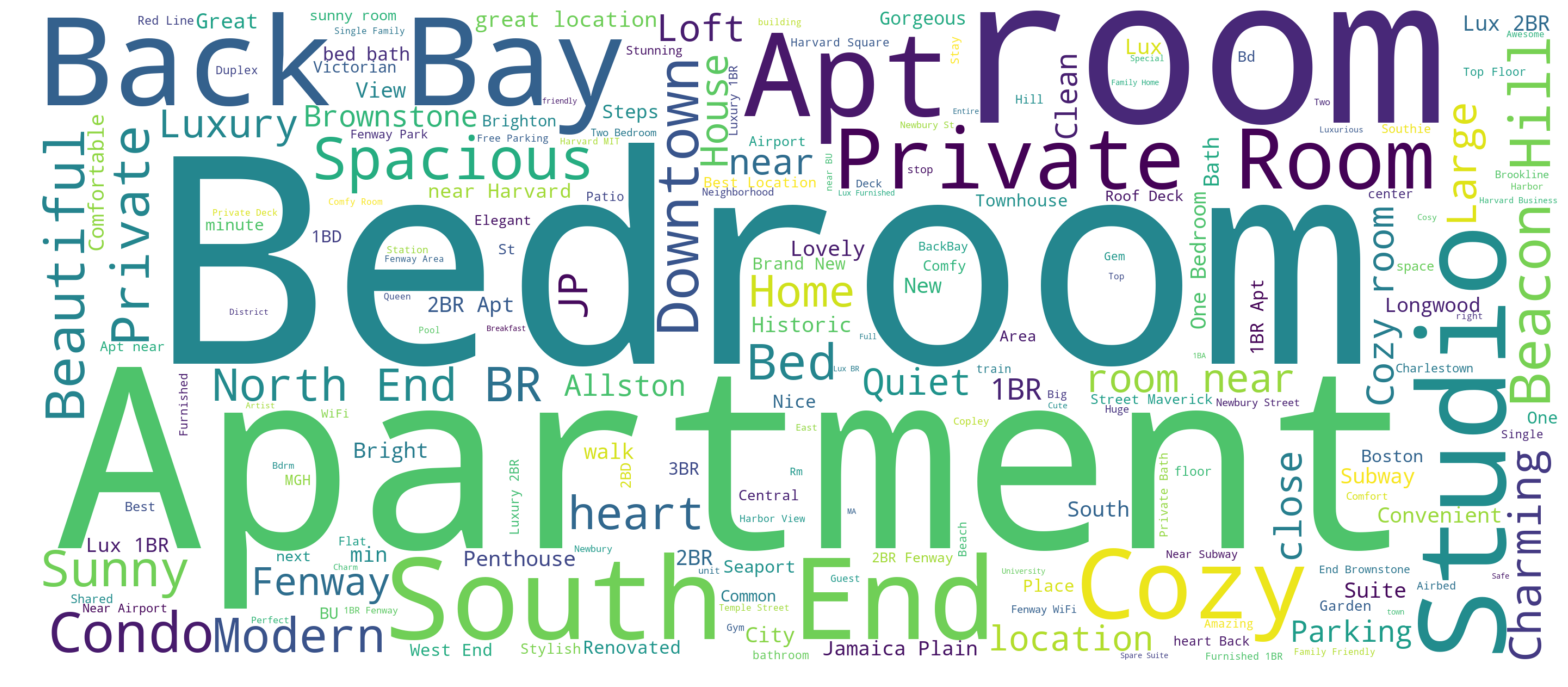 Back Bay
Apt
room
Bedroom
Apartment
Private Room
South End
Studio
Cozy
Spacious
Beacon Hill
Downtown
Beautiful
Private
Luxury
Brownstone
Loft
House
near
Home
Bed
Historic
Brand New
Lovely
Quiet
1BR
room near
Cozy room
Large
Charming
close
North End
BR
Allston
heart
Fenway
Sunny
Condo
Modern
location
Parking
Suite
City
Jamaica Plain
Penthouse
2BR
Seaport
Common
Renovated
Stylish
West End
BU
1BR Fenway
Perfect
Near Airport
Shared
Lux 1BR
next
Flat
Charm
min
Newbury
unit
Temple Street
Gym
bathroom
Guest
2BR Fenway
Beach
University
Place
Fenway WiFi
Near Subway
Amazing
heart Back
Spare Suite
Furnished 1BR
Family Friendly
Garden
town
Airbed
Safe
End Brownstone
Convenient
Comfort
Subway
Boston
Single
One
Charlestown
right
Longwood
space
Cosy
center
Harvard Business
Harbor
Brookline
Southie
Top Floor
Awesome
Lux 2BR
Luxurious
Two
Bd
Lux
Special
Family Home
Clean
Hill
Entire
Newbury St
Stay
Gorgeous
Harvard Square
building
Airport
Best Location
Neighborhood
near BU
Deck
Lux Furnished
stop
Townhouse
Roof Deck
Bath
One Bedroom
1BA
1BR Apt
Gem
Top
BackBay
Comfy
New
Area
Full
train
Lux BR
Nice
Big
Cute
Huge
Street Maverick
Newbury Street
Copley
East
Rm
Central
Harbor View
MA
3BR
2BD
walk
Luxury 2BR
South
Private Bath
floor
Bright
MGH
Bdrm
WiFi
Artist
Furnished
Best
Apt near
District
Pool
Breakfast
2BR Apt
Queen
Fenway Area
Station
St
JP
Elegant
Patio
1BD
minute
Private Deck
Comfy Room
near Harvard
Comfortable
Fenway Park
Brighton
Free Parking
Harvard MIT
Two Bedroom
Steps
friendly
View
Victorian
bed bath
Duplex
Single Family
sunny room
Great
Red Line
great location
Stunning
Luxury 1BR